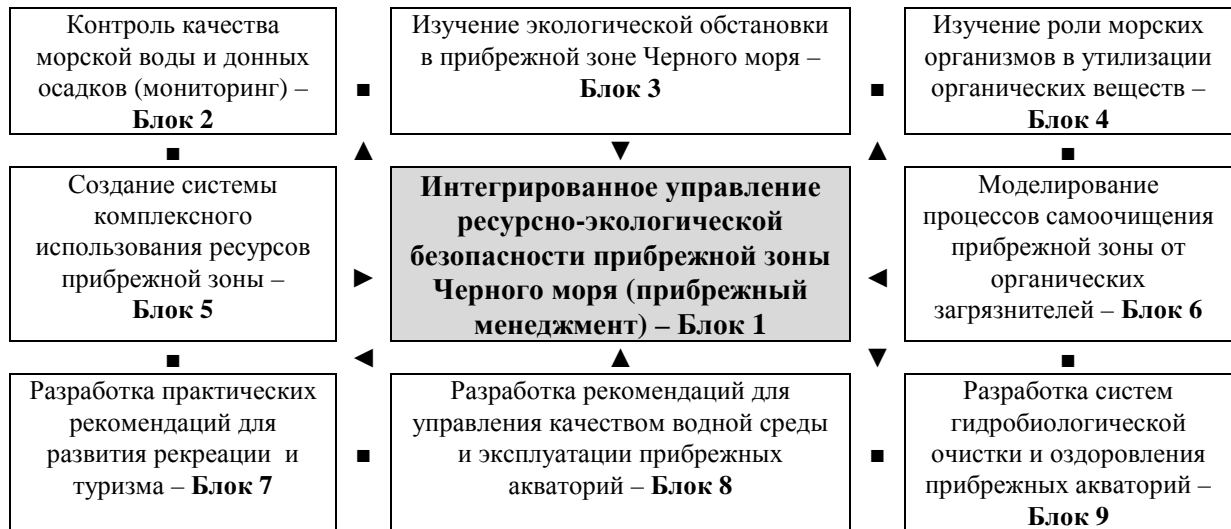 Контроль качества
морской воды и донных
осадков (мониторинг) –
Блок 2
■
Изучение экологической обстановки
в прибрежной зоне Черного моря –
Блок 3
■
Изучение роли морских
организмов в утилизации
органических веществ –
Блок 4
■ ▲ ▼ ▲ ■
Создание системы
комплексного
использования ресурсов
прибрежной зоны –
Блок 5
►
Интегрированное управление
ресурсно-экологической
безопасности прибрежной зоны
Черного моря (прибрежный
менеджмент) – Блок 1
◄
Моделирование
процессов самоочищения
прибрежной зоны от
органических
загрязнителей – Блок 6
■ ◄ ▲ ▼ ■
Разработка практических
рекомендаций для
развития рекреации и
туризма – Блок 7
■
Разработка рекомендаций для
управления качеством водной среды
и эксплуатации прибрежных
акваторий – Блок 8
■
Разработка систем
гидробиологической
очистки и оздоровления
прибрежных акваторий –
Блок 9